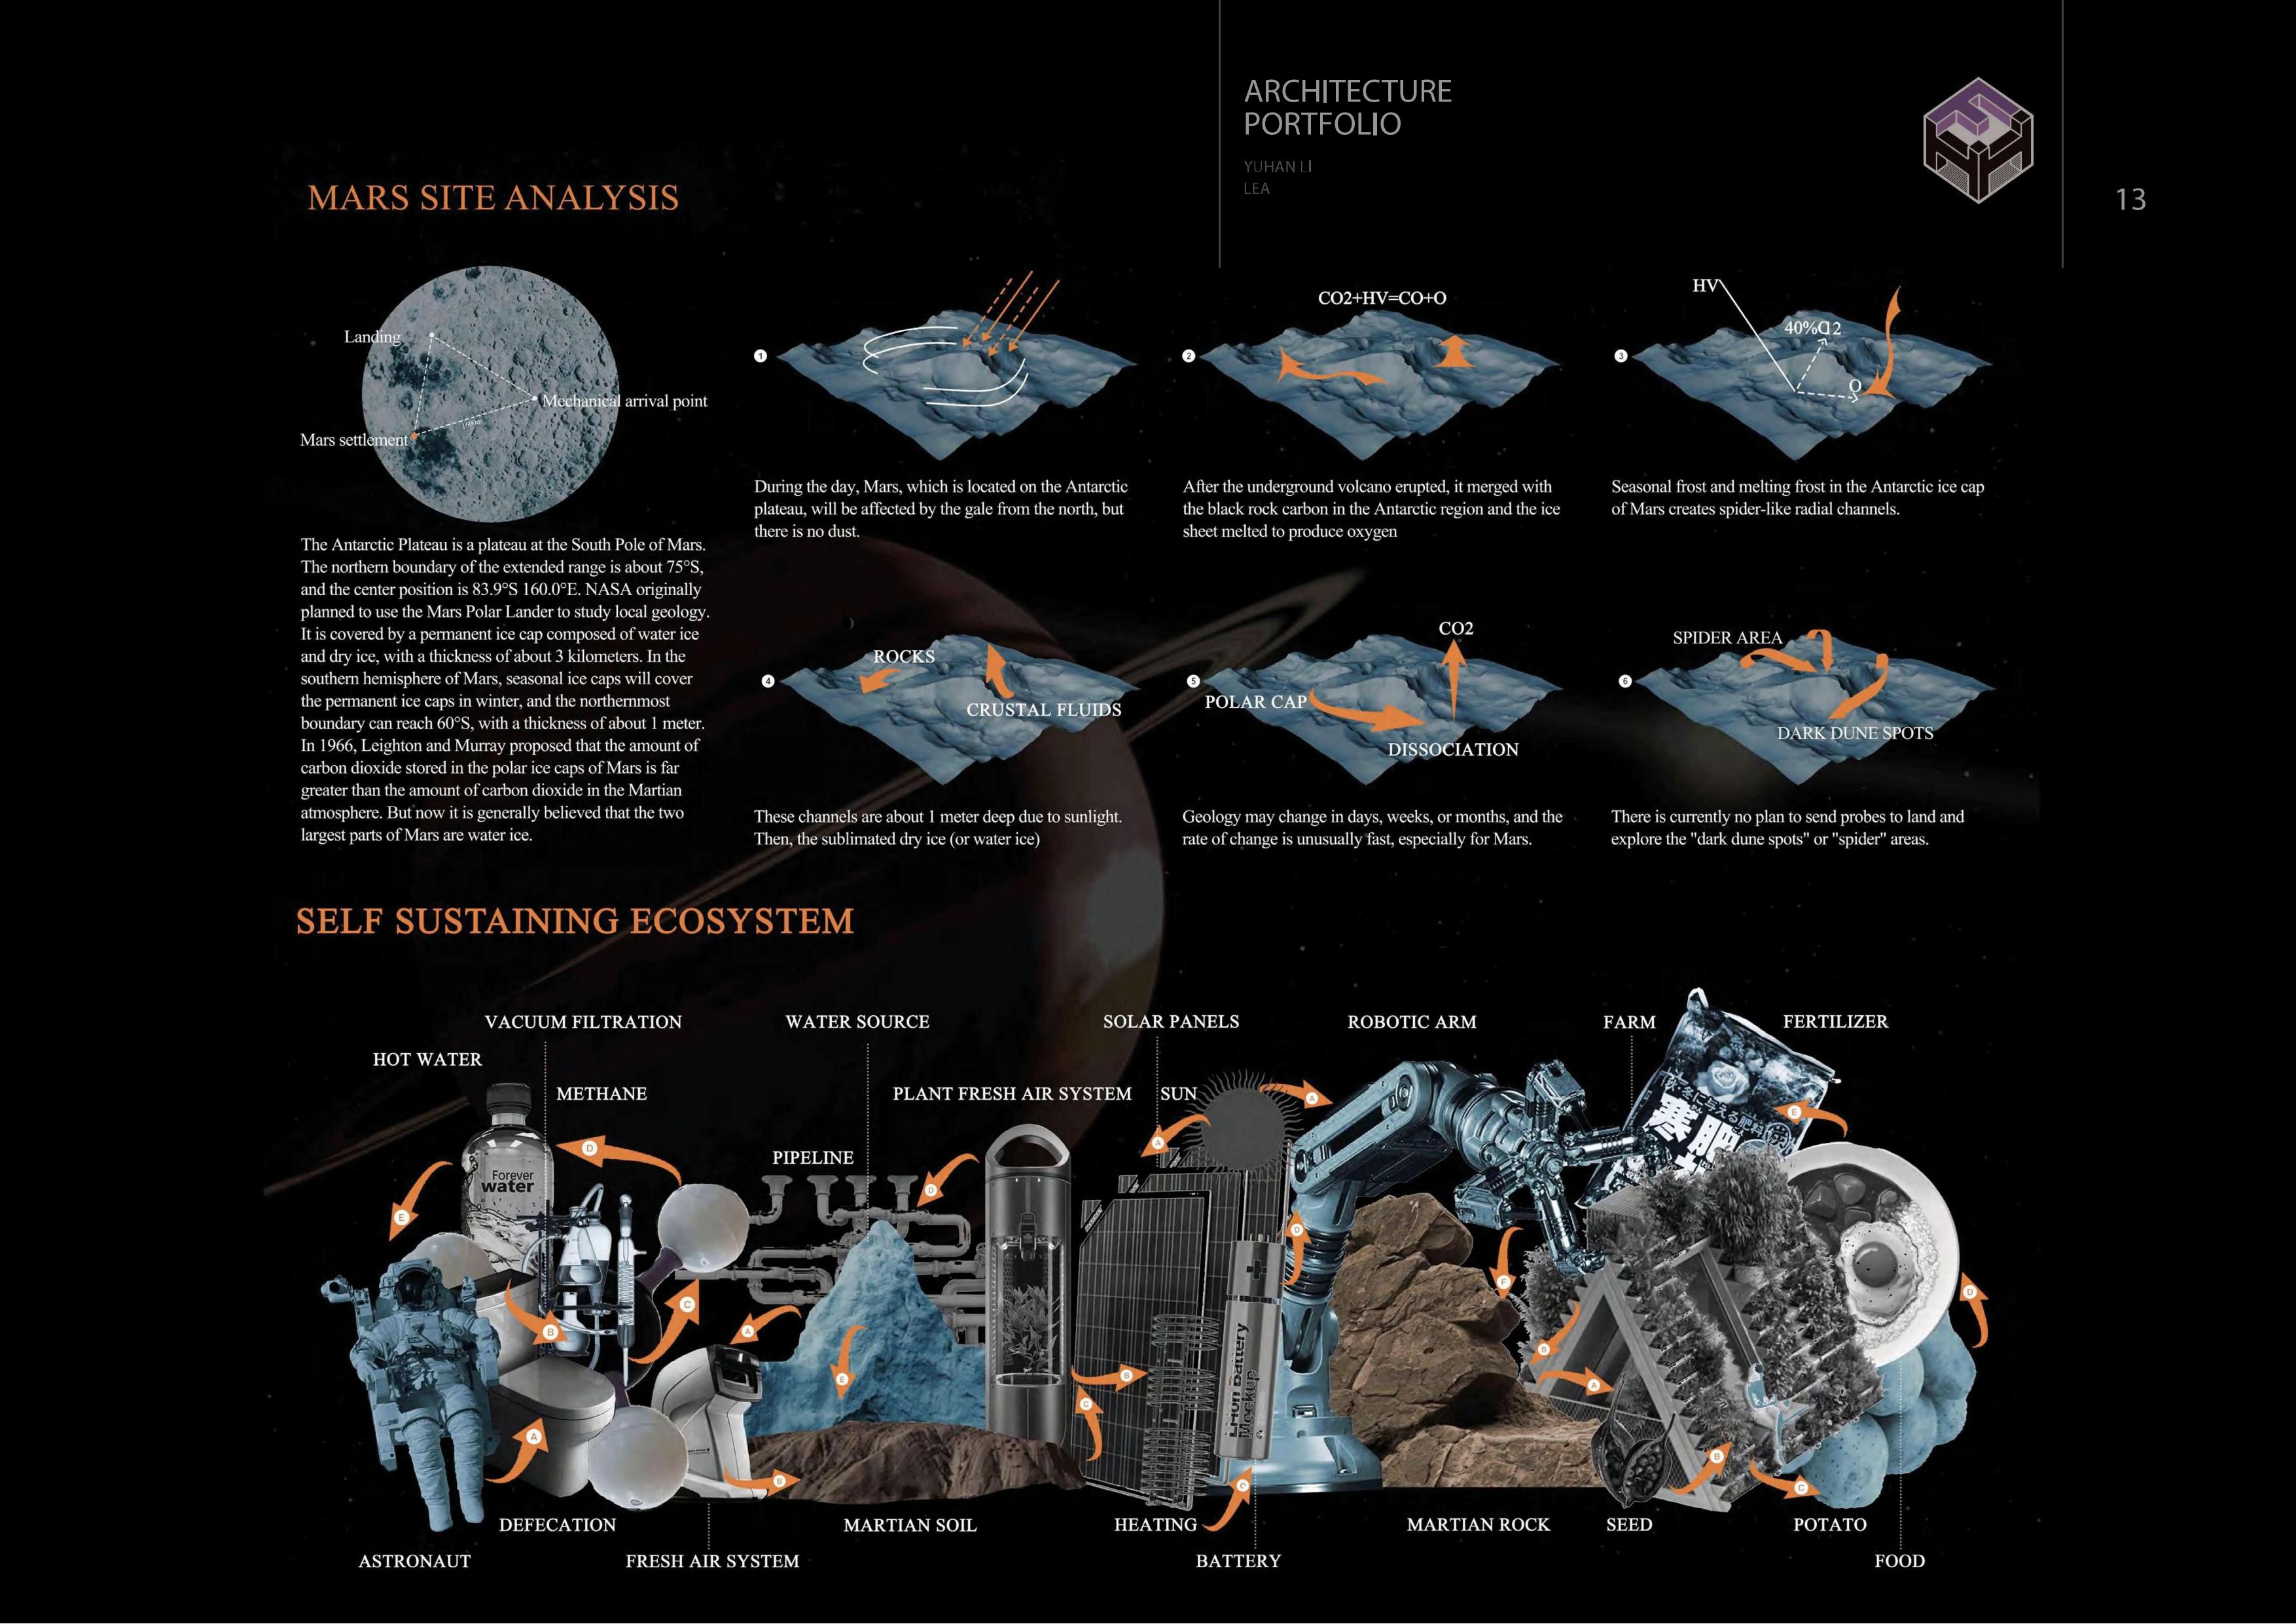 ARCHITECTURE
PORTFOLIO
YUHAN LI
LEA
13
MARS SITE ANALYSIS
Landing
Mechanical arrival point
Mars settlement
The Antarctic Plateau is a plateau at the South Pole of Mars.
The northern boundary of the extended range is about 75°S,
and the center position is 83.9°S 160.0°E. NASA originally
planned to use the Mars Polar Lander to study local geology.
It is covered by a permanent ice cap composed of water ice
and dry ice, with a thickness of about 3 kilometers. In the
southern hemisphere of Mars, seasonal ice caps will cover
the permanent ice caps in winter, and the northernmost
boundary can reach 60°S, with a thickness of about 1 meter.
In 1966, Leighton and Murray proposed that the amount of
carbon dioxide stored in the polar ice caps of Mars is far
greater than the amount of carbon dioxide in the Martian
atmosphere. But now it is generally believed that the two
largest parts of Mars are water ice.
1
During the day, Mars, which is located on the Antarctic
plateau, will be affected by the gale from the north, but
there is no dust.
2
CO2+HV=CO+O
After the underground volcano erupted, it merged with
the black rock carbon in the Antarctic region and the ice
sheet melted to produce oxygen
3
HV
O
Seasonal frost and melting frost in the Antarctic ice cap
of Mars creates spider-like radial channels.
4
ROCKS
CRUSTAL FLUIDS
These channels are about 1 meter deep due to sunlight.
Then, the sublimated dry ice (or water ice)
5
CO2
POLAR CAP
DISSOCIATION
Geology may change in days, weeks, or months, and the
rate of change is unusually fast, especially for Mars.
6
SPIDER AREA
DARK DUNE SPOTS
There is currently no plan to send probes to land and
explore the "dark dune spots" or "spider" areas.
SELF SUSTAINING ECOSYSTEM
VACUUM FILTRATION
WATER SOURCE
SOLAR PANELS
ROBOTIC ARM
FARM
FERTILIZER
HOT WATER
METHANE
PLANT FRESH AIR SYSTEM
SUN
PIPELINE
Forever
water
寒肥
Li-Ion Battery
Mockup
A
A
E
D
D
E
D
C
B
A
E
B
C
F
B
A
D
A
B
C
B
C
DEFECATION
MARTIAN SOIL
HEATING
MARTIAN ROCK
SEED
POTATO
ASTRONAUT
FRESH AIR SYSTEM
BATTERY
FOOD